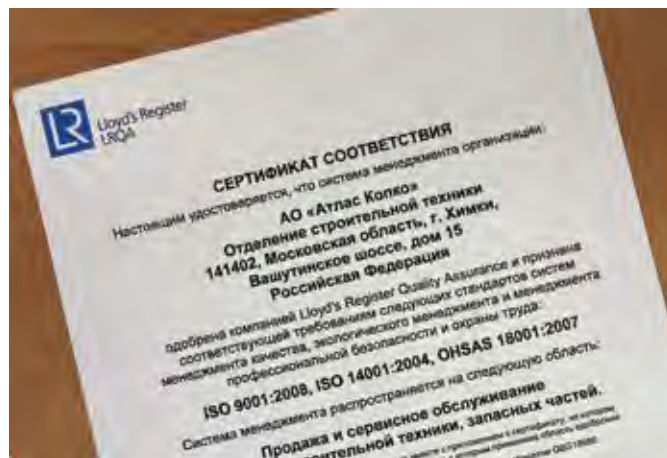 LR
Lloyd's Register
LRQA
СЕРТИФИКАТ СООТВЕТСТВИЯ
Настоящим удостоверяется, что система менеджмента организации:
АО «Атлас Копко»
Отделение строительной техники
141402, Московская область, г. Химки,
Вашутинское шоссе, дом 15
Российская Федерация
одобрена компанией Lloyd's Register Quality Assurance и признана
соответствующей требованиям следующих стандартов систем
менеджмента качества, экологического менеджмента и менеджмента
профессиональной безопасности и охраны труда:
ISO 9001:2008, ISO 14001:2004, OHSAS 18001:2007
Система менеджмента распространяется на следующую область:
Продажа и сервисное обслуживание
строительной техники, запасных частей.